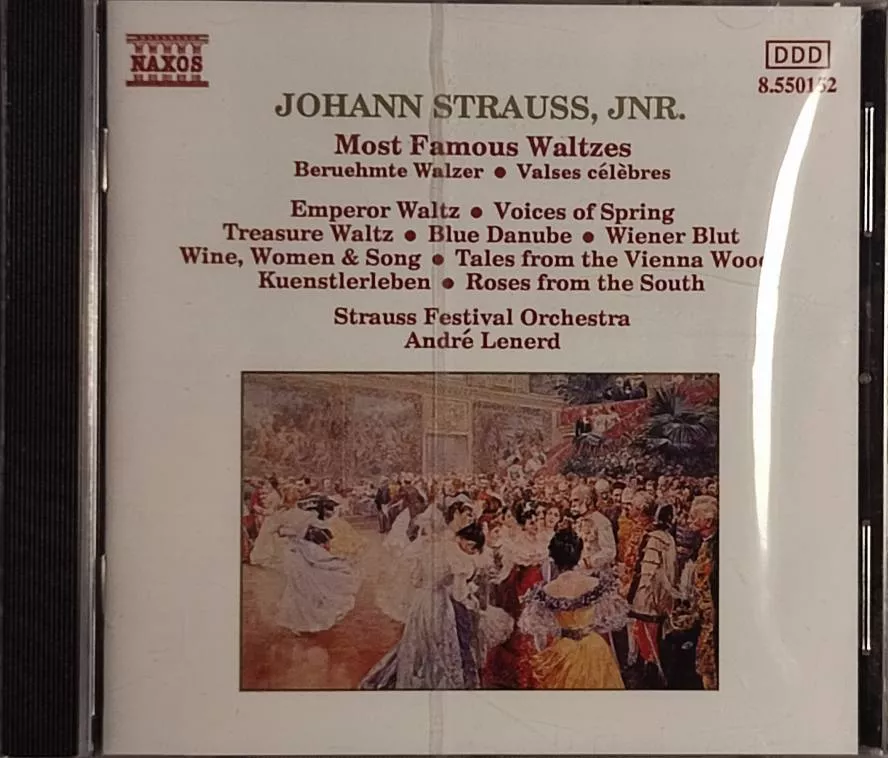 NAXOS
DDD
JOHANN STRAUSS, JNR.
Most Famous Waltzes
Beruehmte Walzer • Valses célèbres
Emperor Waltz • Voices of Spring
Treasure Waltz • Blue Danube • Wiener Blut
Wine, Women & Song • Tales from the Vienna
Kuenstlerleben • Roses from the South
Strauss Festival Orchestra
André Lenerd